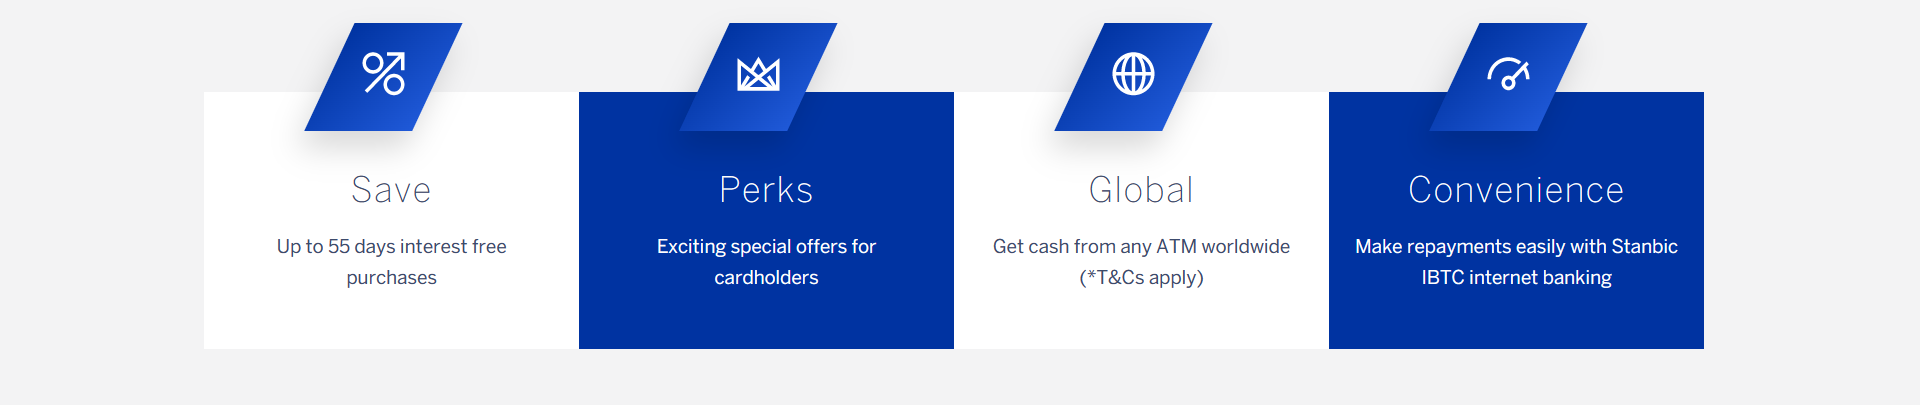 Save
Up to 55 days interest free
purchases
Perks
Exciting special offers for
cardholders
Global
Get cash from any ATM worldwide
(*T&Cs apply)
Convenience
Make repayments easily with Stanbic
IBTC internet banking